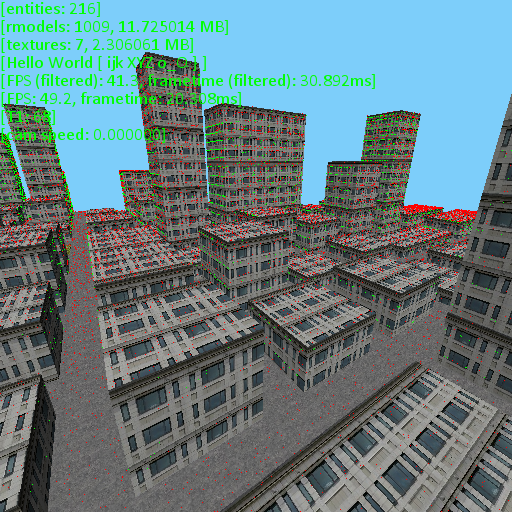 [entities: 216]
[rmodels: 1009, 11.725014 MB]
[textures: 7, 2.306061 MB]
[Hello World [ ijk XYZ
[FPS (filtered): 41.3, frametime (filtered): 30.892ms]
[FPS: 49.2, frametime:
speed: 0.000000]